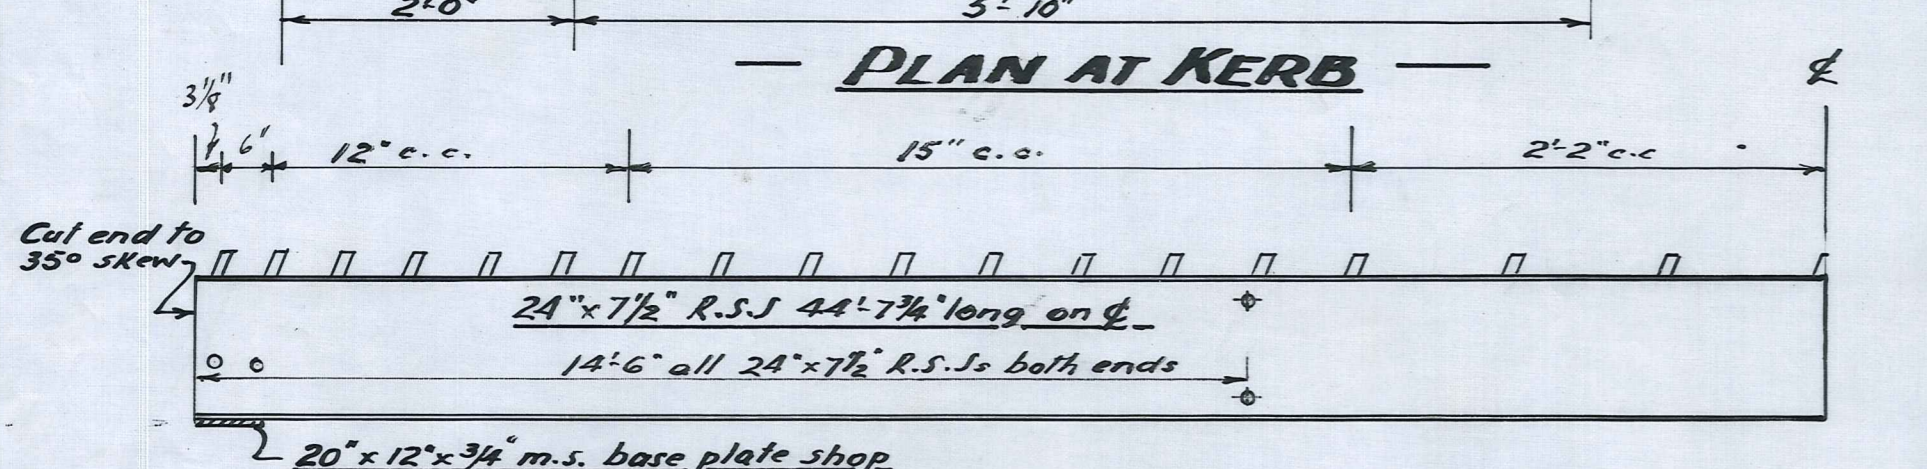 2'-0" 5'-10"
— PLAN AT KERB —
℄
3⅛" 6" 12" c.c. 15" c.c. 2'-2" c.c
Cut end to
35° skew
24" x 7½" R.S.J 44'-7¾" long on ℄
14'-6" all 24" x 7½" R.S.Js both ends
20" x 12" x ¾" m.s. base plate shop